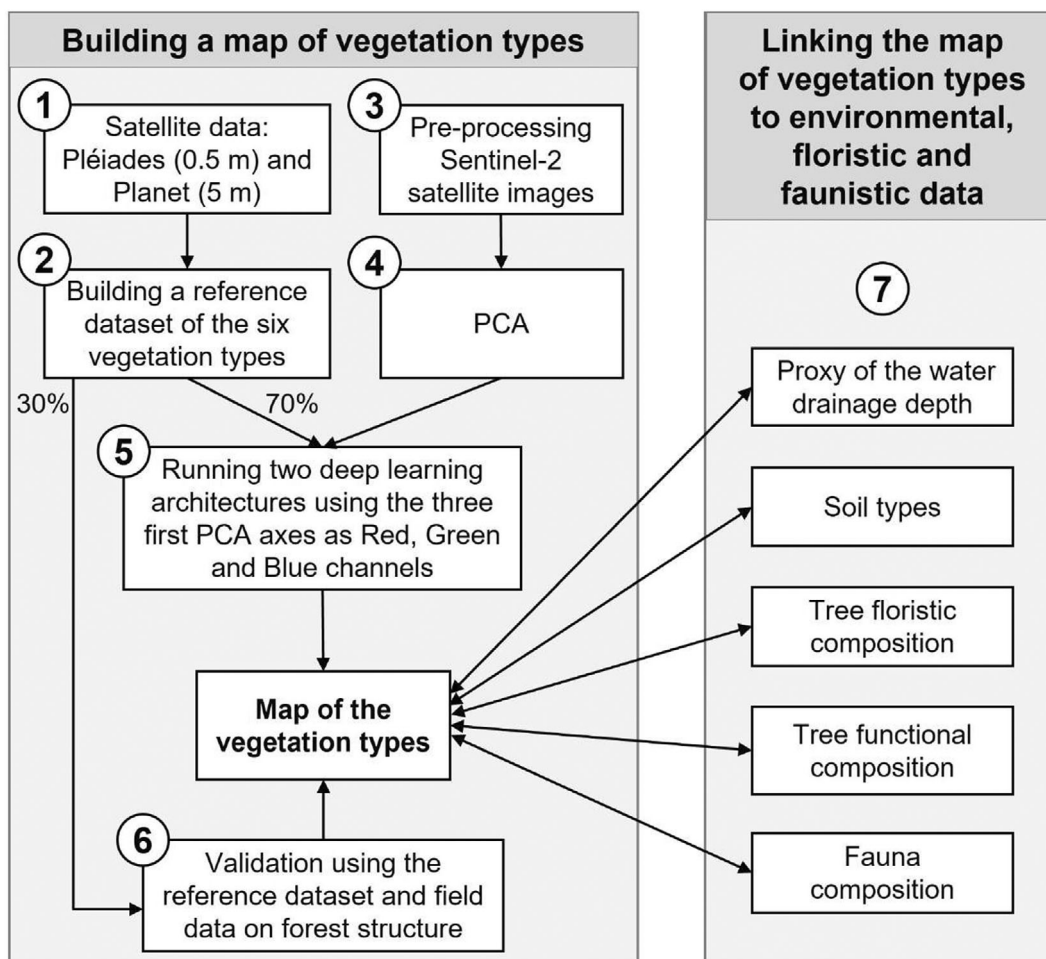 Building a map of vegetation types
1
Satellite data:
Pléiades (0.5 m) and
Planet (5 m)
3
Pre-processing
Sentinel-2
satellite images
2
Building a reference
dataset of the six
vegetation types
4
PCA
30%
70%
5
Running two deep learning
architectures using the three
first PCA axes as Red, Green
and Blue channels
Map of the
vegetation types
6
Validation using the
reference dataset and field
data on forest structure
Linking the map
of vegetation types
to environmental,
floristic and
faunistic data
7
Proxy of the water
drainage depth
Soil types
Tree floristic
composition
Tree functional
composition
Fauna
composition